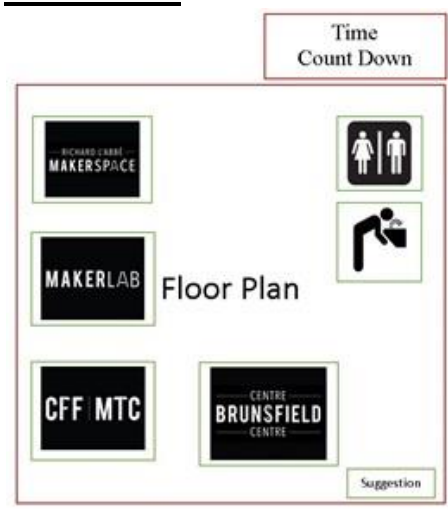 Time
Count Down
RICHARD L'ABBÉ
MAKERSPACE
MAKERLAB
Floor Plan
CFF MTC
CENTRE
BRUNSFIELD
CENTRE
Suggestion